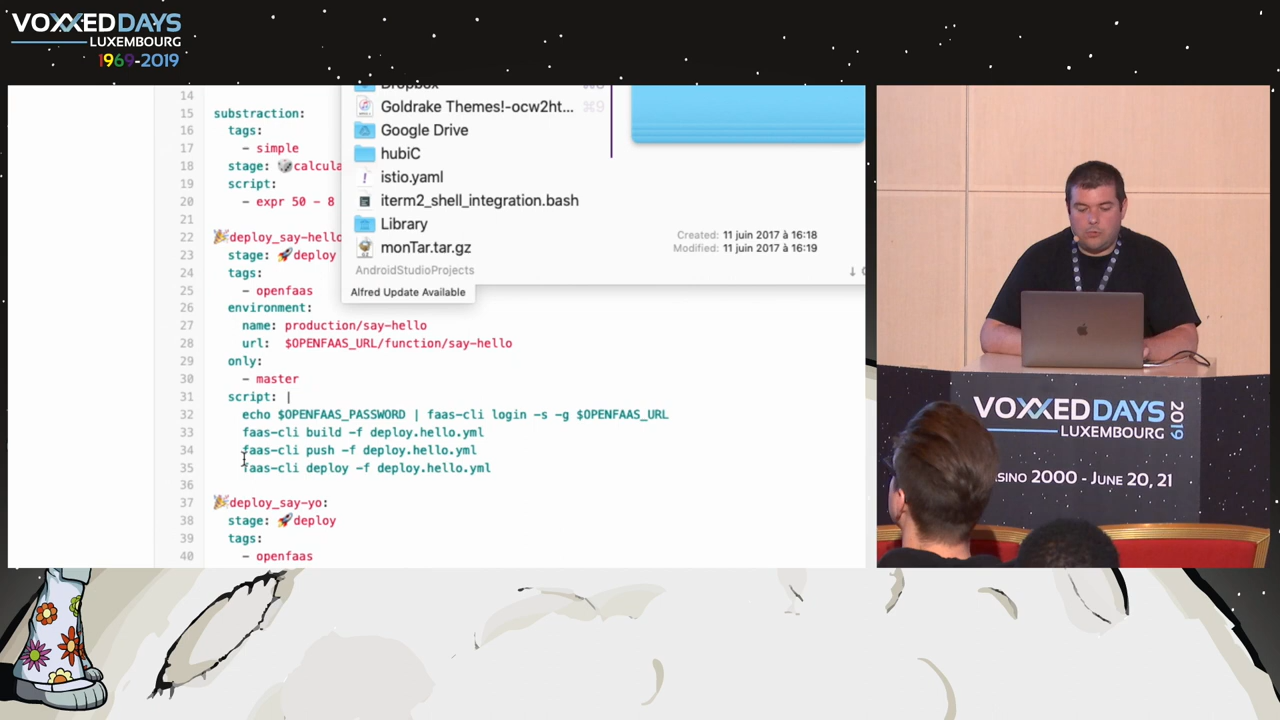 VOXXED DAYS
LUXEMBOURG
1969-2019
14
15 substraction:
16 tags:
17 - simple
18 stage: 🎲calcula
19 script:
20 - expr 50 - 8
21
22 🎉deploy_say-hello
23 stage: 🚀deploy
24 tags:
25 - openfaas
26 environment:
27 name: production/say-hello
28 url: $OPENFAAS_URL/function/say-hello
29 only:
30 - master
31 script: |
32 echo $OPENFAAS_PASSWORD | faas-cli login -s -g $OPENFAAS_URL
33 faas-cli build -f deploy.hello.yml
34 faas-cli push -f deploy.hello.yml
35 faas-cli deploy -f deploy.hello.yml
36
37 🎉deploy_say-yo:
38 stage: 🚀deploy
39 tags:
40 - openfaas
Dropbox
Goldrake Themes!-ocw2ht... ⌘9
Google Drive
hubiC
istio.yaml
iterm2_shell_integration.bash
Library
monTar.tar.gz
AndroidStudioProjects
Alfred Update Available
Created: 11 juin 2017 à 16:18
Modified: 11 juin 2017 à 16:19
VOXXED DAYS 2019
LUXEMBOURG
ASINO 2000 - JUNE 20, 21